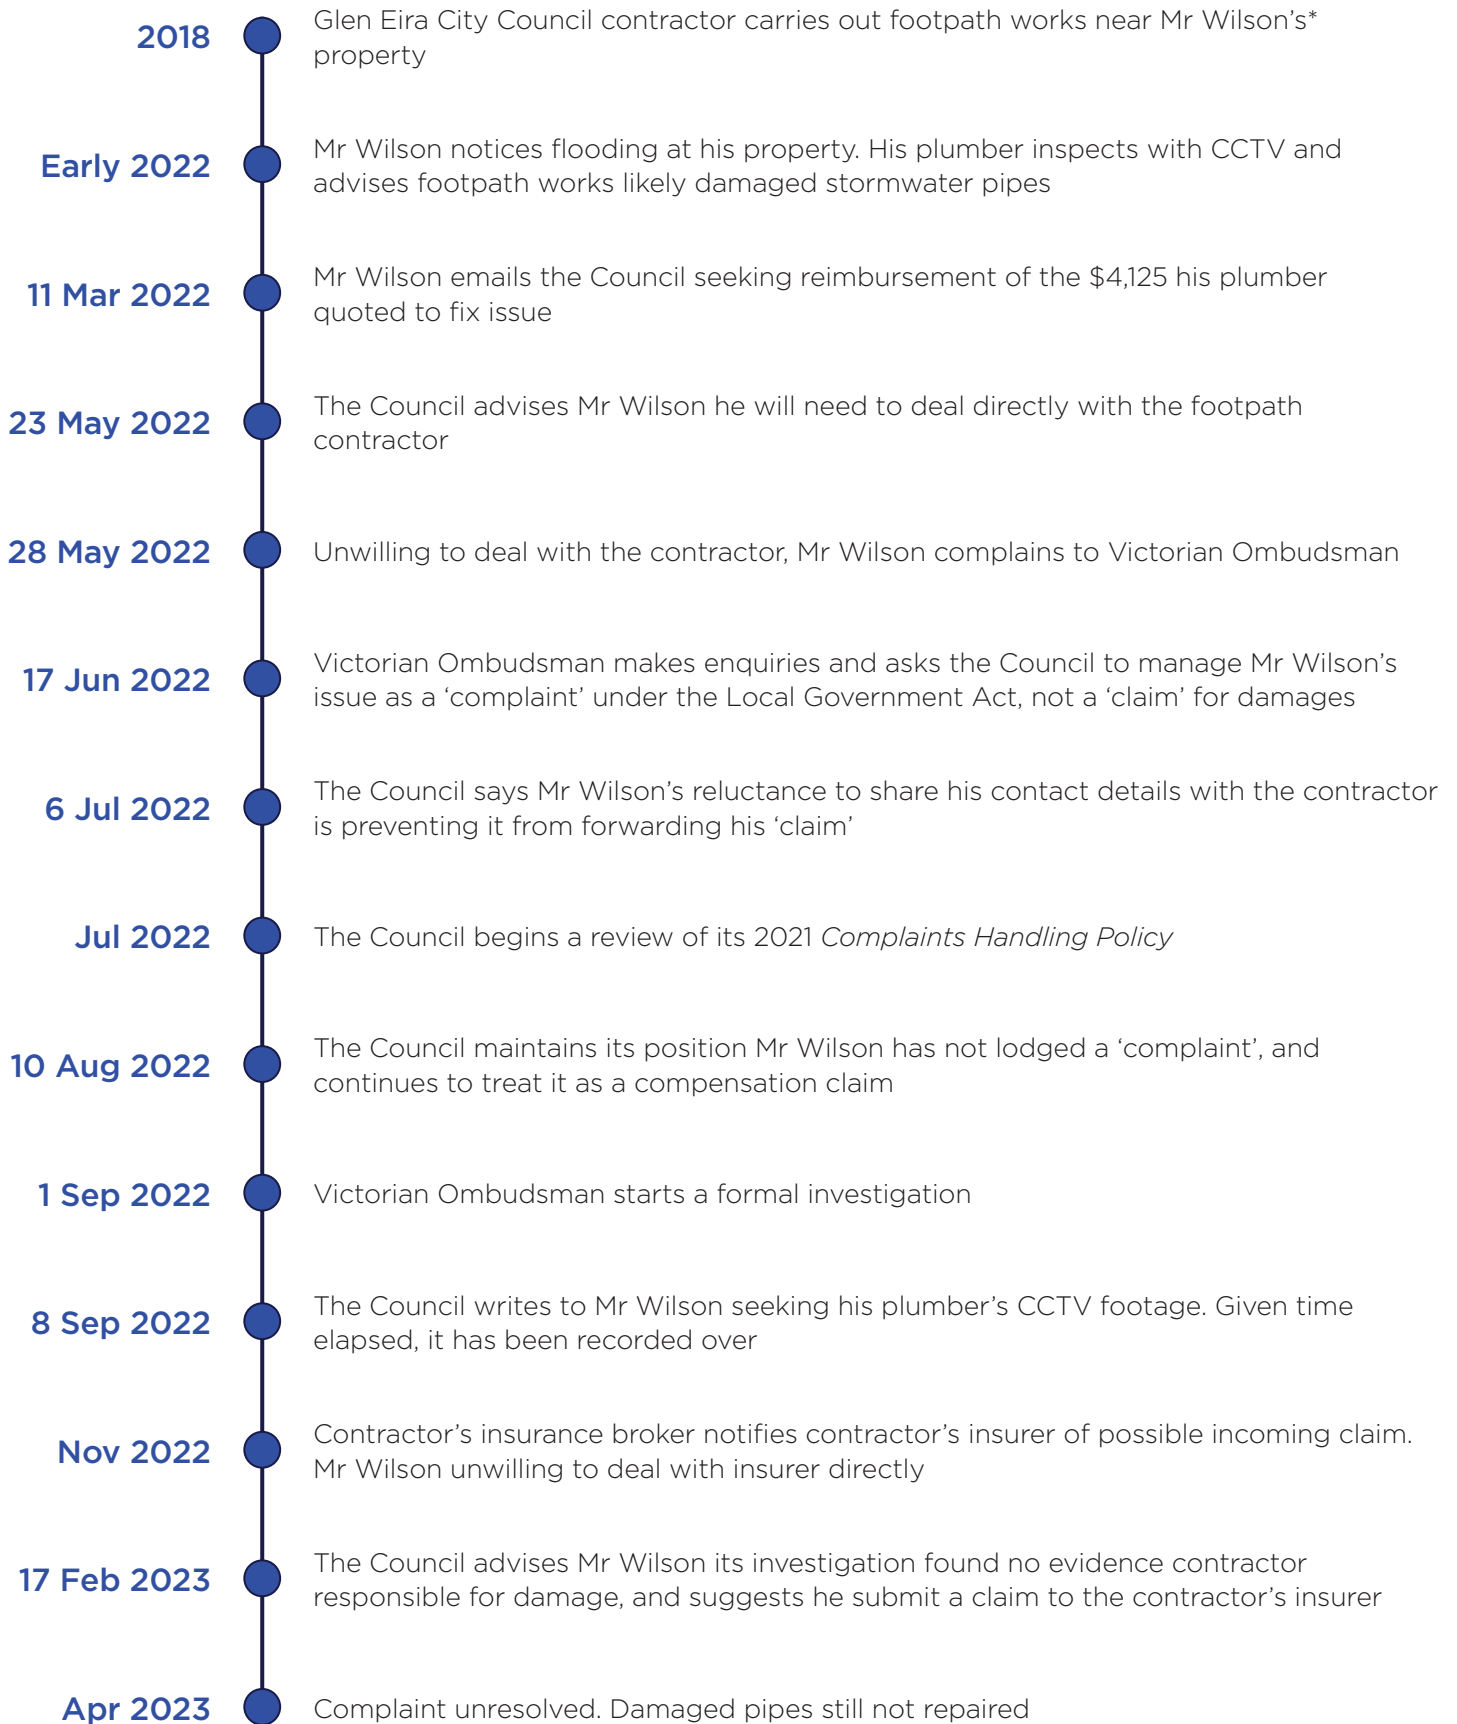 2018
Glen Eira City Council contractor carries out footpath works near Mr Wilson's*
property
Early 2022
Mr Wilson notices flooding at his property. His plumber inspects with CCTV and
advises footpath works likely damaged stormwater pipes
11 Mar 2022
Mr Wilson emails the Council seeking reimbursement of the $4,125 his plumber
quoted to fix issue
23 May 2022
The Council advises Mr Wilson he will need to deal directly with the footpath
contractor
28 May 2022
Unwilling to deal with the contractor, Mr Wilson complains to Victorian Ombudsman
17 Jun 2022
Victorian Ombudsman makes enquiries and asks the Council to manage Mr Wilson's
issue as a ‘complaint’ under the Local Government Act, not a ‘claim’ for damages
6 Jul 2022
The Council says Mr Wilson's reluctance to share his contact details with the contractor
is preventing it from forwarding his ‘claim’
Jul 2022
The Council begins a review of its 2021 Complaints Handling Policy
10 Aug 2022
The Council maintains its position Mr Wilson has not lodged a ‘complaint’, and
continues to treat it as a compensation claim
1 Sep 2022
Victorian Ombudsman starts a formal investigation
8 Sep 2022
The Council writes to Mr Wilson seeking his plumber's CCTV footage. Given time
elapsed, it has been recorded over
Nov 2022
Contractor's insurance broker notifies contractor's insurer of possible incoming claim.
Mr Wilson unwilling to deal with insurer directly
17 Feb 2023
The Council advises Mr Wilson its investigation found no evidence contractor
responsible for damage, and suggests he submit a claim to the contractor's insurer
Apr 2023
Complaint unresolved. Damaged pipes still not repaired